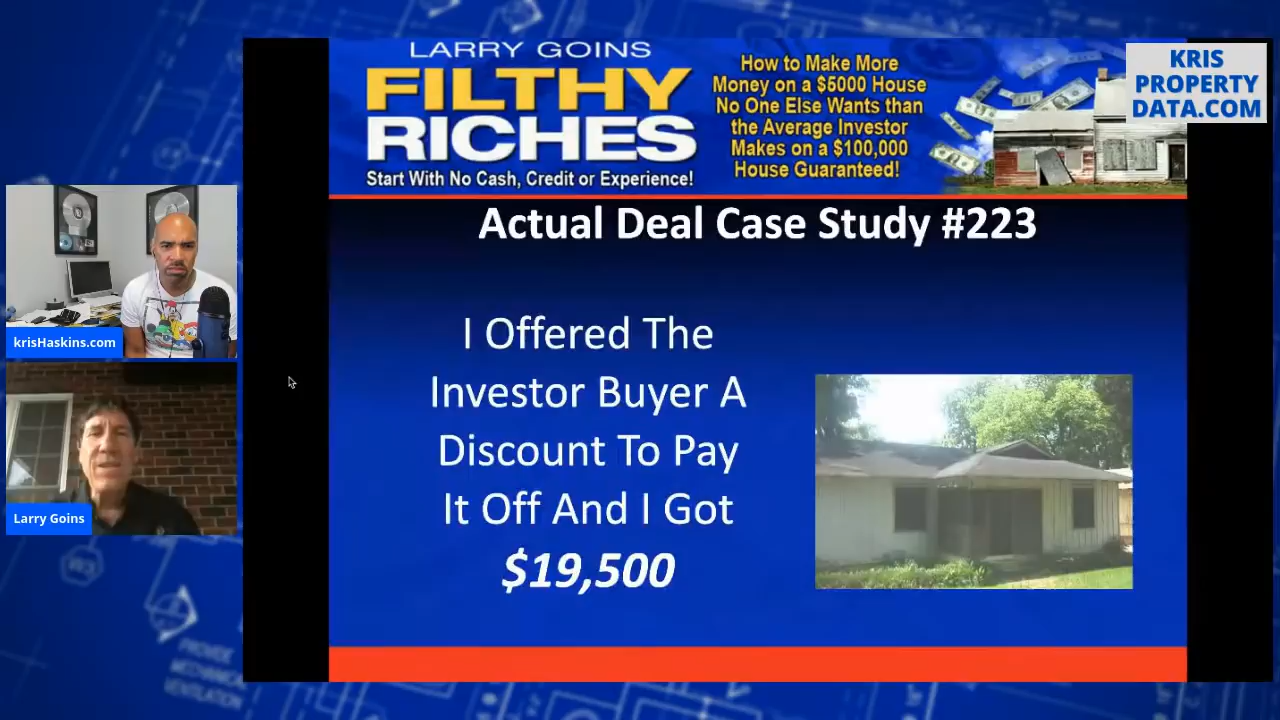 LARRY GOINS
FILTHY
RICHES
Start With No Cash, Credit or Experience!
How to Make More
Money on a $5000 House
No One Else Wants than
the Average Investor
Makes on a $100,000
House Guaranteed!
KRIS
PROPERTY
DATA.COM
Actual Deal Case Study #223
I Offered The
Investor Buyer A
Discount To Pay
It Off And I Got
$19,500
krisHaskins.com
Larry Goins
PROVIDE
MECHANICAL
VENTILATION